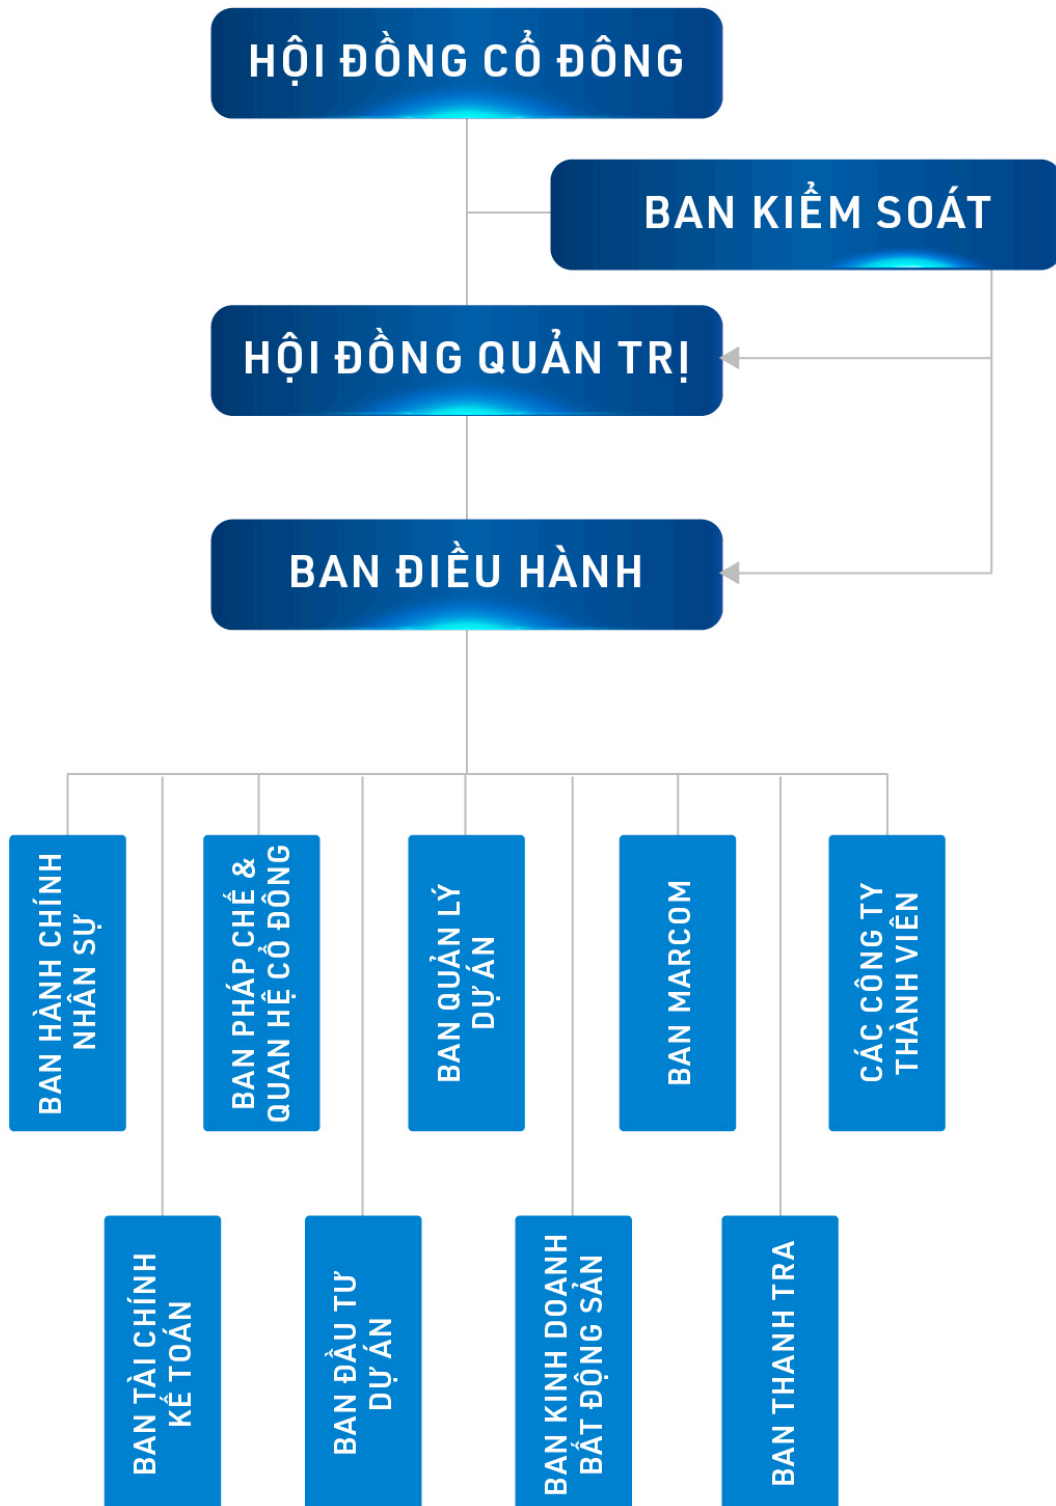 HỘI ĐỒNG CỔ ĐÔNG
BAN KIỂM SOÁT
HỘI ĐỒNG QUẢN TRỊ
BAN ĐIỀU HÀNH
BAN HÀNH CHÍNH
NHÂN SỰ
BAN PHÁP CHẾ &
QUAN HỆ CỔ ĐÔNG
BAN QUẢN LÝ
DỰ ÁN
BAN MARCOM
CÁC CÔNG TY
THÀNH VIÊN
BAN TÀI CHÍNH
KẾ TOÁN
BAN ĐẦU TƯ
DỰ ÁN
BAN KINH DOANH
BẤT ĐỘNG SẢN
BAN THANH TRA